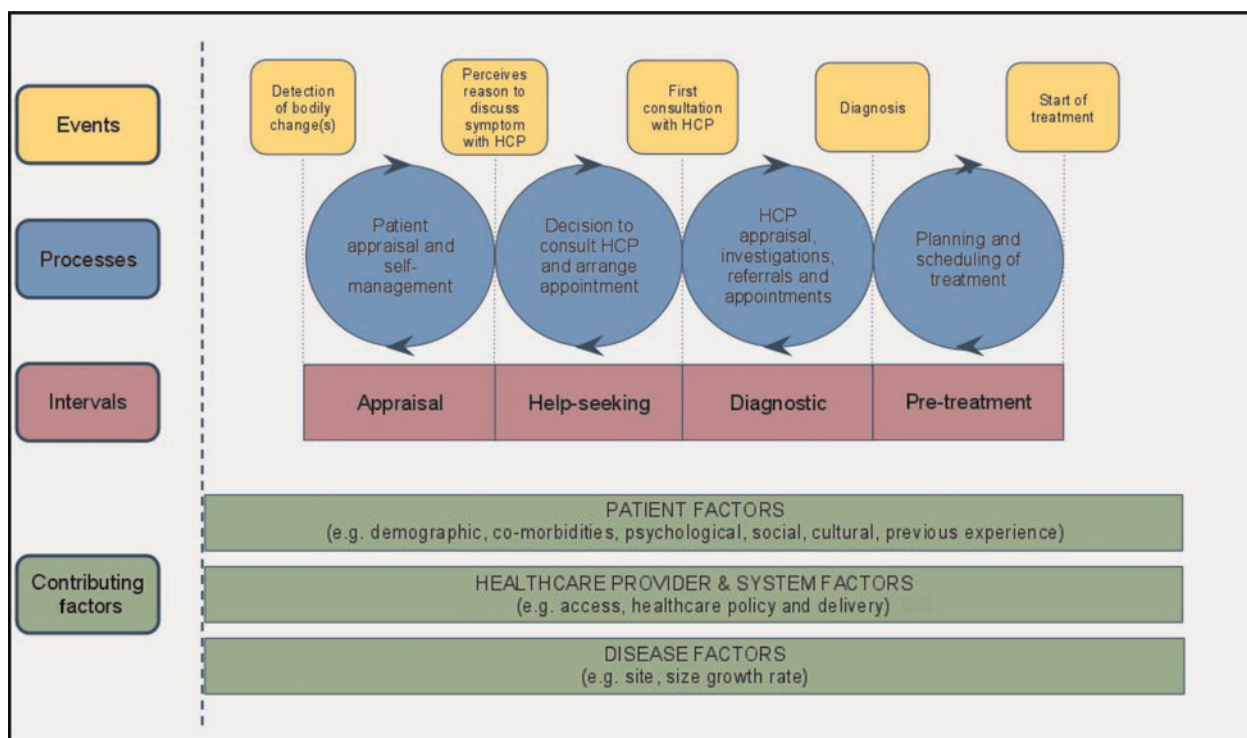 Events
Detection
of bodily
change(s)
Perceives
reason to
discuss
symptom
with HCP
First
consultation
with HCP
Diagnosis
Start of
treatment
Processes
Patient
appraisal and
self-
management
Decision to
consult HCP
and arrange
appointment
HCP
appraisal,
investigations,
referrals and
appointments
Planning and
scheduling of
treatment
Intervals
Appraisal
Help-seeking
Diagnostic
Pre-treatment
Contributing
factors
PATIENT FACTORS
(e.g. demographic, co-morbidities, psychological, social, cultural, previous experience)
HEALTHCARE PROVIDER & SYSTEM FACTORS
(e.g. access, healthcare policy and delivery)
DISEASE FACTORS
(e.g. site, size growth rate)